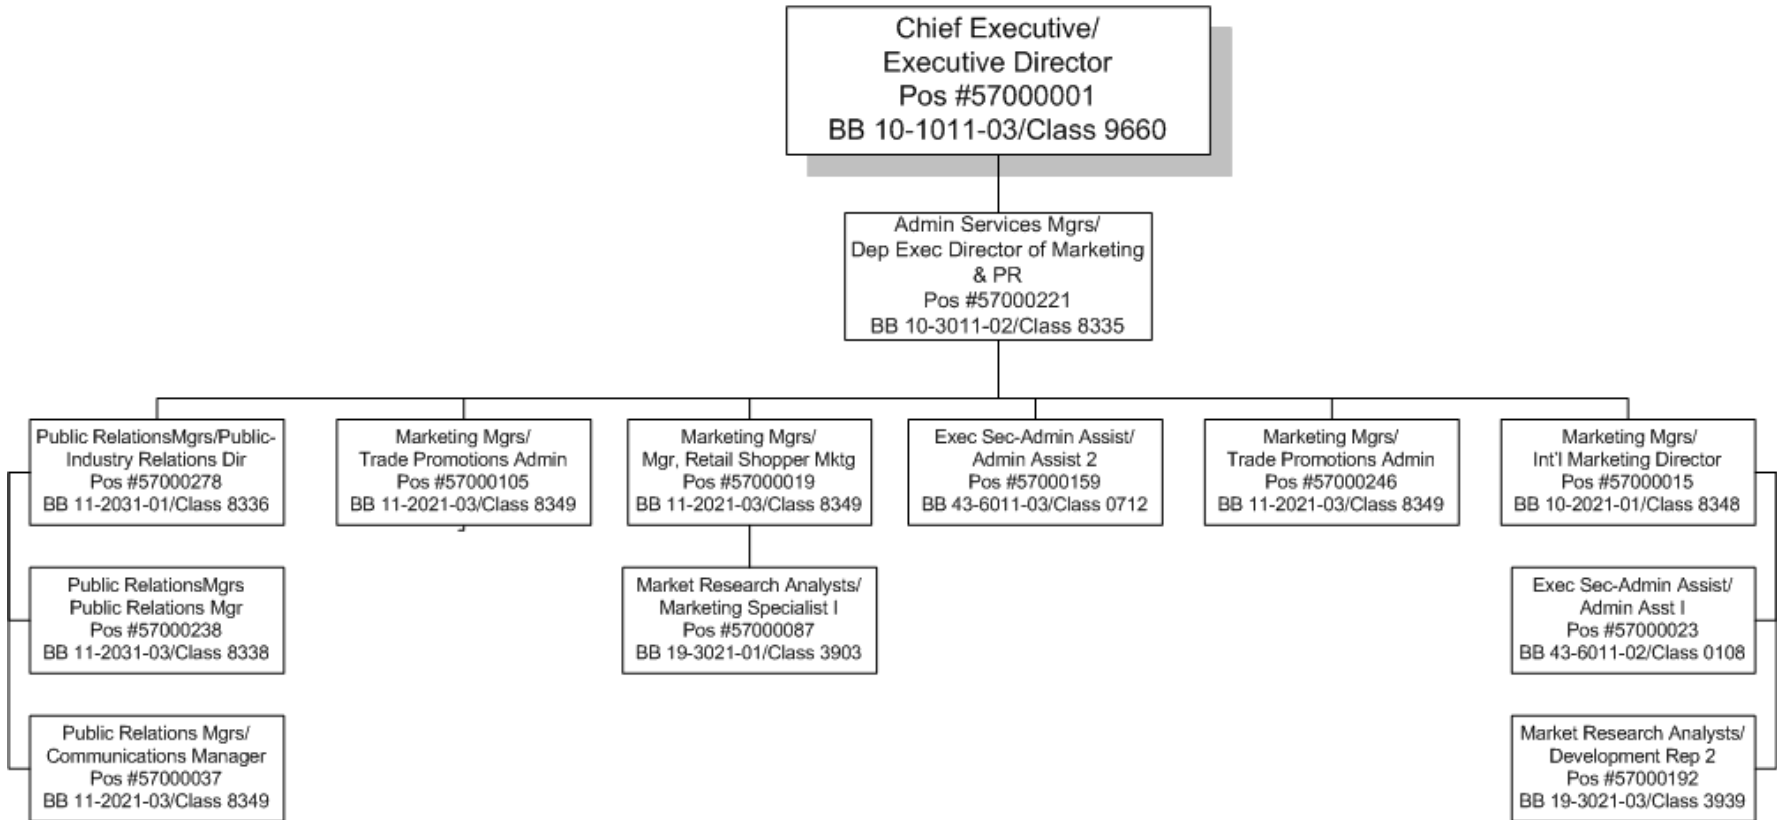 Chief Executive/
Executive Director
Pos #57000001
BB 10-1011-03/Class 9660
Admin Services Mgrs/
Dep Exec Director of Marketing
& PR
Pos #57000221
BB 10-3011-02/Class 8335
Public RelationsMgrs/Public-
Industry Relations Dir
Pos #57000278
BB 11-2031-01/Class 8336
Marketing Mgrs/
Trade Promotions Admin
Pos #57000105
BB 11-2021-03/Class 8349
Marketing Mgrs/
Mgr, Retail Shopper Mktg
Pos #57000019
BB 11-2021-03/Class 8349
Exec Sec-Admin Assist/
Admin Assist 2
Pos #57000159
BB 43-6011-03/Class 0712
Marketing Mgrs/
Trade Promotions Admin
Pos #57000246
BB 11-2021-03/Class 8349
Marketing Mgrs/
Int'l Marketing Director
Pos #57000015
BB 10-2021-01/Class 8348
Public RelationsMgrs
Public Relations Mgr
Pos #57000238
BB 11-2031-03/Class 8338
Market Research Analysts/
Marketing Specialist I
Pos #57000087
BB 19-3021-01/Class 3903
Exec Sec-Admin Assist/
Admin Asst I
Pos #57000023
BB 43-6011-02/Class 0108
Public Relations Mgrs/
Communications Manager
Pos #57000037
BB 11-2021-03/Class 8349
Market Research Analysts/
Development Rep 2
Pos #57000192
BB 19-3021-03/Class 3939